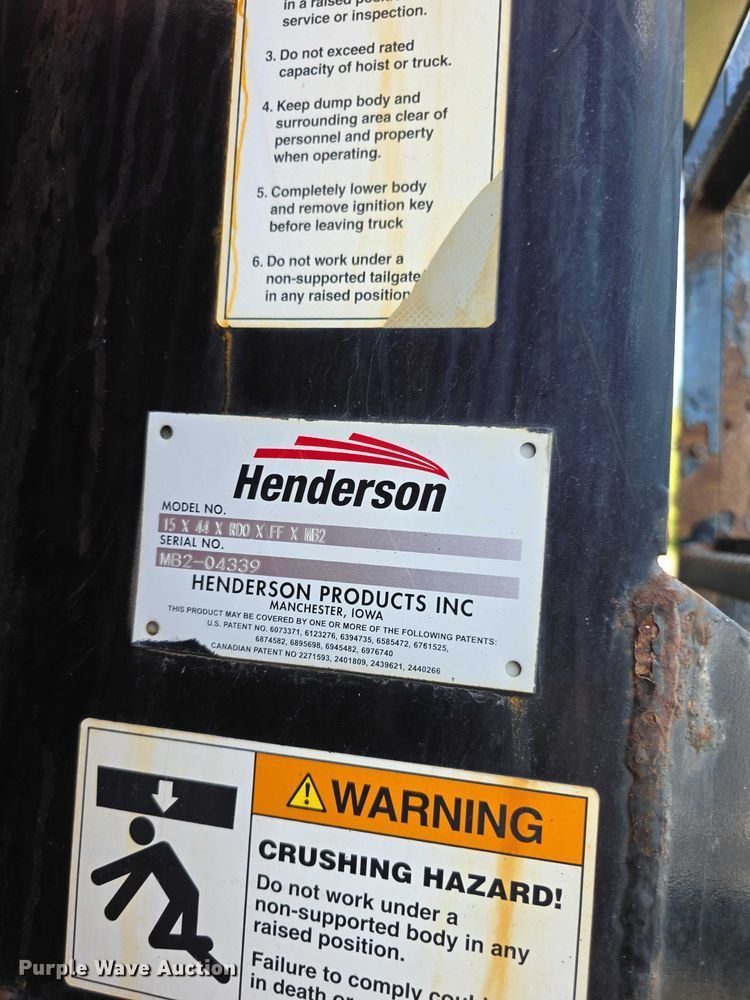 in a raised
service or inspection.
3. Do not exceed rated
capacity of hoist or truck.
4. Keep dump body and
surrounding area clear of
personnel and property
when operating.
5. Completely lower body
and remove ignition key
before leaving truck
6. Do not work under a
non-supported tailgate
in any raised position
Henderson
MODEL NO.
15 X 44 X RDO X FF X MB2
SERIAL NO.
MB2-04339
HENDERSON PRODUCTS INC
MANCHESTER, IOWA
THIS PRODUCT MAY BE COVERED BY ONE OR MORE OF THE FOLLOWING PATENTS:
U.S. PATENT NO. 6073371, 6123276, 6394735, 6585472, 6761525,
6874582, 6895698, 6945482, 6976740
CANADIAN PATENT NO 2271593, 2401809, 2439621, 2440266
WARNING
CRUSHING HAZARD!
Do not work under a
non-supported body in any
raised position.
Failure to comply
in death or
Purple Wave Auction